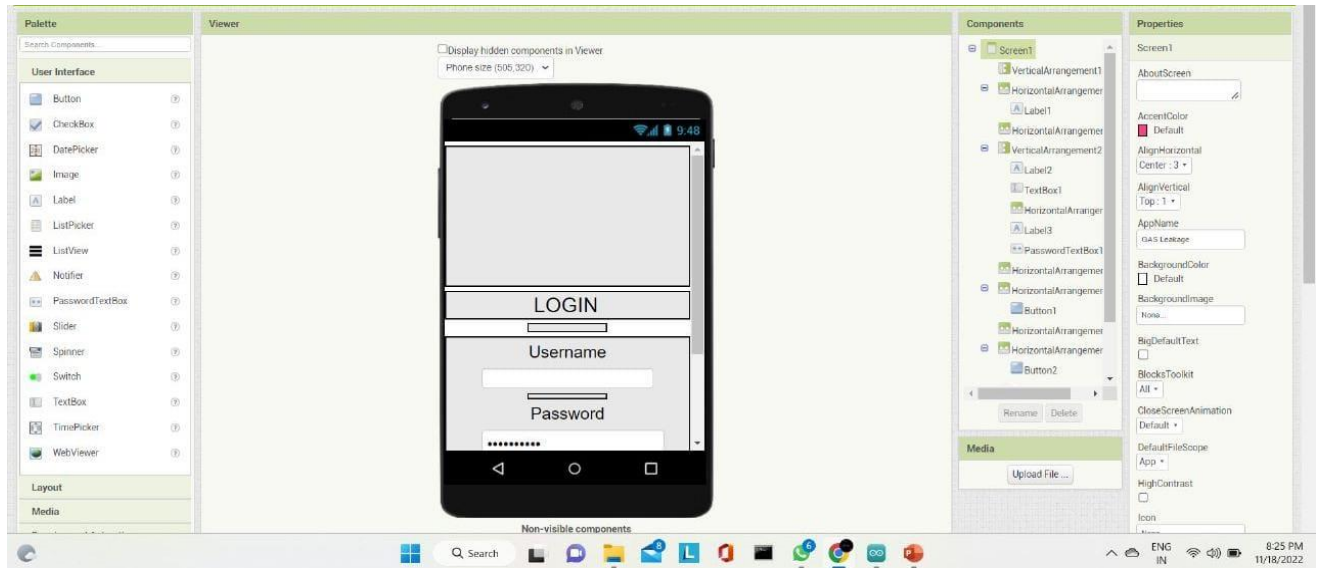 Palette
Search Components...
User Interface
Button
CheckBox
DatePicker
Image
Label
ListPicker
ListView
Notifier
PasswordTextBox
Slider
Spinner
Switch
TextBox
TimePicker
WebViewer
Layout
Media
Viewer
Display hidden components in Viewer
Phone size (505,320)
9:48
LOGIN
Username
Password
••••••••••
Non-visible components
Components
Screen1
VerticalArrangement1
HorizontalArrangemer
Label1
HorizontalArrangemer
VerticalArrangement2
Label2
TextBox1
HorizontalArranger
Label3
PasswordTextBox1
HorizontalArrangemer
HorizontalArrangemer
Button1
HorizontalArrangemer
HorizontalArrangemer
Button2
Rename Delete
Media
Upload File ...
Properties
Screen1
AboutScreen
AccentColor
Default
AlignHorizontal
Center : 3
AlignVertical
Top : 1
AppName
GAS Leakage
BackgroundColor
Default
BackgroundImage
None...
BigDefaultText
BlocksToolkit
All
CloseScreenAnimation
Default
DefaultFileScope
App
HighContrast
Icon
Search
8
6
ENG
IN
8:25 PM
11/18/2022